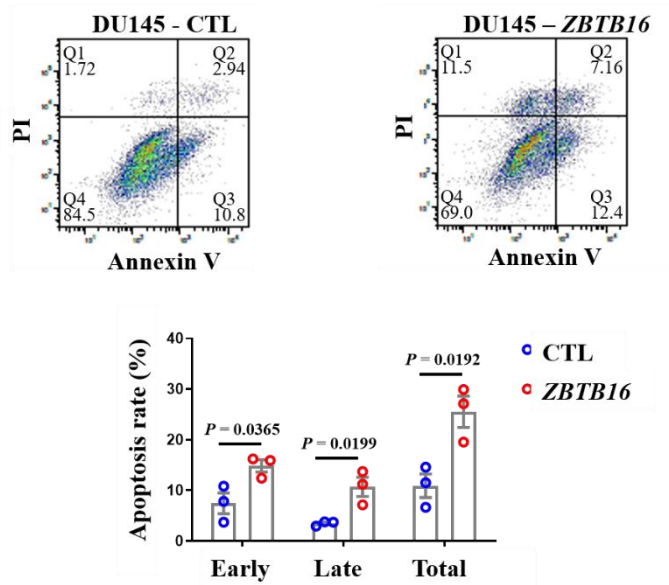 DU145 - CTL
Q1
1.72
Q2
2.94
PI
Q4
84.5
Q3
10.8
Annexin V
DU145 – ZBTB16
Q1
11.5
Q2
7.16
PI
Q4
69.0
Q3
12.4
Annexin V
Apoptosis rate (%)
40
30
20
10
0
P = 0.0365
P = 0.0199
P = 0.0192
CTL
ZBTB16
Early Late Total